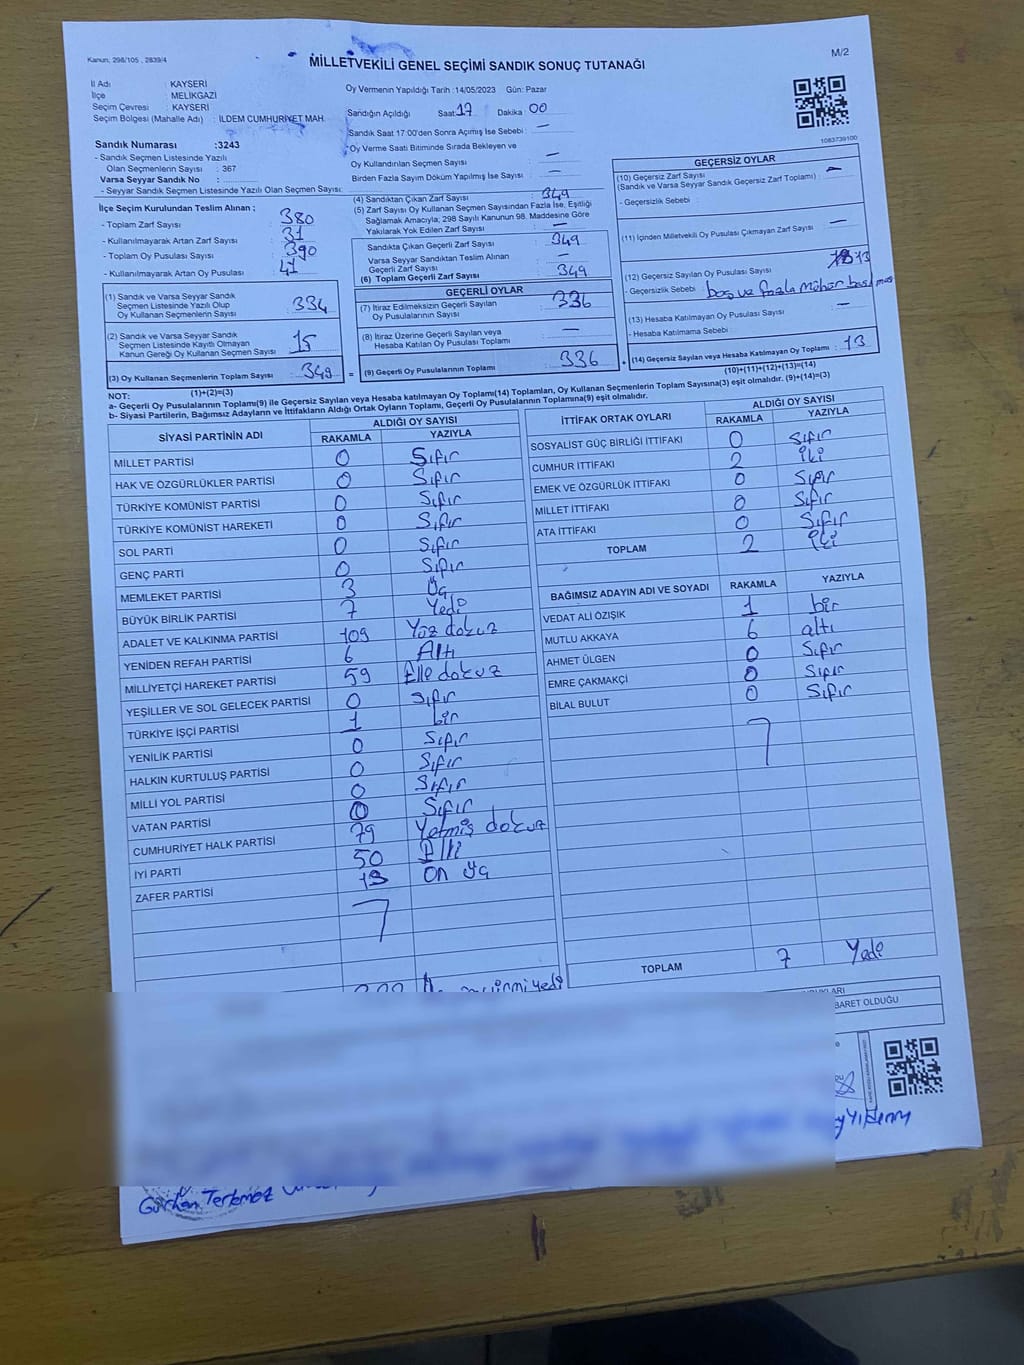 Kanun; 298/105 , 2839/4
M/2
MİLLETVEKİLİ GENEL SEÇİMİ SANDIK SONUÇ TUTANAĞI
İl Adı : KAYSERİ
İlçe : MELİKGAZİ
Seçim Çevresi : KAYSERİ
Seçim Bölgesi (Mahalle Adı) : İLDEM CUMHURİYET MAH.
Sandık Numarası :3243
- Sandık Seçmen Listesinde Yazılı
Olan Seçmenlerin Sayısı : 367
Varsa Seyyar Sandık No :
- Seyyar Sandık Seçmen Listesinde Yazılı Olan Seçmen Sayısı:
Oy Vermenin Yapıldığı Tarih :14/05/2023 Gün: Pazar
Sandığın Açıldığı Saat: 17 Dakika : 00
Sandık Saat 17:00'den Sonra Açımış İse Sebebi : —
Oy Verme Saati Bitiminde Sırada Bekleyen ve
Oy Kullandırılan Seçmen Sayısı : —
Birden Fazla Sayım Döküm Yapılmış İse Sayısı : —
1083739100
İlçe Seçim Kurulundan Teslim Alınan ;
- Toplam Zarf Sayısı : 380
- Kullanılmayarak Artan Zarf Sayısı : 31
- Toplam Oy Pusulası Sayısı : 390
- Kullanılmayarak Artan Oy Pusulası : 41
(1) Sandık ve Varsa Seyyar Sandık
Seçmen Listesinde Yazılı Olup
Oy Kullanan Seçmenlerin Sayısı : 334
(2) Sandık ve Varsa Seyyar Sandık
Seçmen Listesinde Kayıtlı Olmayan
Kanun Gereği Oy Kullanan Seçmen Sayısı : 15
(3) Oy Kullanan Seçmenlerin Toplam Sayısı : 349
(1)+(2)=(3)
(4) Sandıktan Çıkan Zarf Sayısı : 349
(5) Zarf Sayısı Oy Kullanan Seçmen Sayısından Fazla İse, Eşitliği
Sağlamak Amacıyla; 298 Sayılı Kanunun 98. Maddesine Göre
Yakılarak Yok Edilen Zarf Sayısı : —
Sandıkta Çıkan Geçerli Zarf Sayısı : 349
Varsa Seyyar Sandıktan Teslim Alınan
Geçerli Zarf Sayısı : —
(6) Toplam Geçerli Zarf Sayısı : 349
GEÇERLİ OYLAR
(7) İtiraz Edilmeksizin Geçerli Sayılan
Oy Pusulalarının Sayısı : 336
(8) İtiraz Üzerine Geçerli Sayılan veya
Hesaba Katılan Oy Pusulası Toplamı : —
= (9) Geçerli Oy Pusulalarının Toplamı : 336 +
GEÇERSİZ OYLAR
(10) Geçersiz Zarf Sayısı : —
(Sandık ve Varsa Seyyar Sandık Geçersiz Zarf Toplamı)
- Geçersizlik Sebebi :
(11) İçinden Milletvekili Oy Pusulası Çıkmayan Zarf Sayısı : —
(12) Geçersiz Sayılan Oy Pusulası Sayısı : 13
- Geçersizlik Sebebi : boş ve fazla mühür basılması
(13) Hesaba Katılmayan Oy Pusulası Sayısı : —
- Hesaba Katılmama Sebebi :
(14) Geçersiz Sayılan veya Hesaba Katılmayan Oy Toplamı : 13
(10)+(11)+(12)+(13)=(14)
NOT:
a- Geçerli Oy Pusulalarının Toplamı(9) ile Geçersiz Sayılan veya Hesaba katılmayan Oy Toplamı(14) Toplamları, Oy Kullanan Seçmenlerin Toplam Sayısına(3) eşit olmalıdır. (9)+(14)=(3)
b- Siyasi Partilerin, Bağımsız Adayların ve İttifakların Aldığı Ortak Oyların Toplamı, Geçerli Oy Pusulalarının Toplamına(9) eşit olmalıdır.
SİYASİ PARTİNİN ADI ALDIĞI OY SAYISI
RAKAMLA YAZIYLA
MİLLET PARTİSİ 0 Sıfır
HAK VE ÖZGÜRLÜKLER PARTİSİ 0 Sıfır
TÜRKİYE KOMÜNİST PARTİSİ 0 Sıfır
TÜRKİYE KOMÜNİST HAREKETİ 0 Sıfır
SOL PARTİ 0 Sıfır
GENÇ PARTİ 0 Sıfır
MEMLEKET PARTİSİ 3 Üç
BÜYÜK BİRLİK PARTİSİ 7 Yedi
ADALET VE KALKINMA PARTİSİ 109 Yüz dokuz
YENİDEN REFAH PARTİSİ 6 Altı
MİLLİYETÇİ HAREKET PARTİSİ 59 Elle dokuz
YEŞİLLER VE SOL GELECEK PARTİSİ 0 sıfır
TÜRKİYE İŞÇİ PARTİSİ 1 bir
YENİLİK PARTİSİ 0 Sıfır
HALKIN KURTULUŞ PARTİSİ 0 Sıfır
MİLLİ YOL PARTİSİ 0 Sıfır
VATAN PARTİSİ 0 Sıfır
CUMHURİYET HALK PARTİSİ 79 Yetmiş dokuz
İYİ PARTİ 50 Elli
ZAFER PARTİSİ 13 On üç
İTTİFAK ORTAK OYLARI ALDIĞI OY SAYISI
RAKAMLA YAZIYLA
SOSYALİST GÜÇ BİRLİĞİ İTTİFAKI 0 Sıfır
CUMHUR İTTİFAKI 2 İki
EMEK VE ÖZGÜRLÜK İTTİFAKI 0 Sıfır
MİLLET İTTİFAKI 0 Sıfır
ATA İTTİFAKI 0 Sıfır
TOPLAM 2 İki
BAĞIMSIZ ADAYIN ADI VE SOYADI RAKAMLA YAZIYLA
VEDAT ALİ ÖZIŞIK 1 bir
MUTLU AKKAYA 6 altı
AHMET ÜLGEN 0 Sıfır
EMRE ÇAKMAKÇİ 0 Sıfır
BİLAL BULUT 0 Sıfır
TOPLAM 7 Yedi
yirmi yedi
BARET OLDUĞU
Yıldırım
Gürkan Terlemez